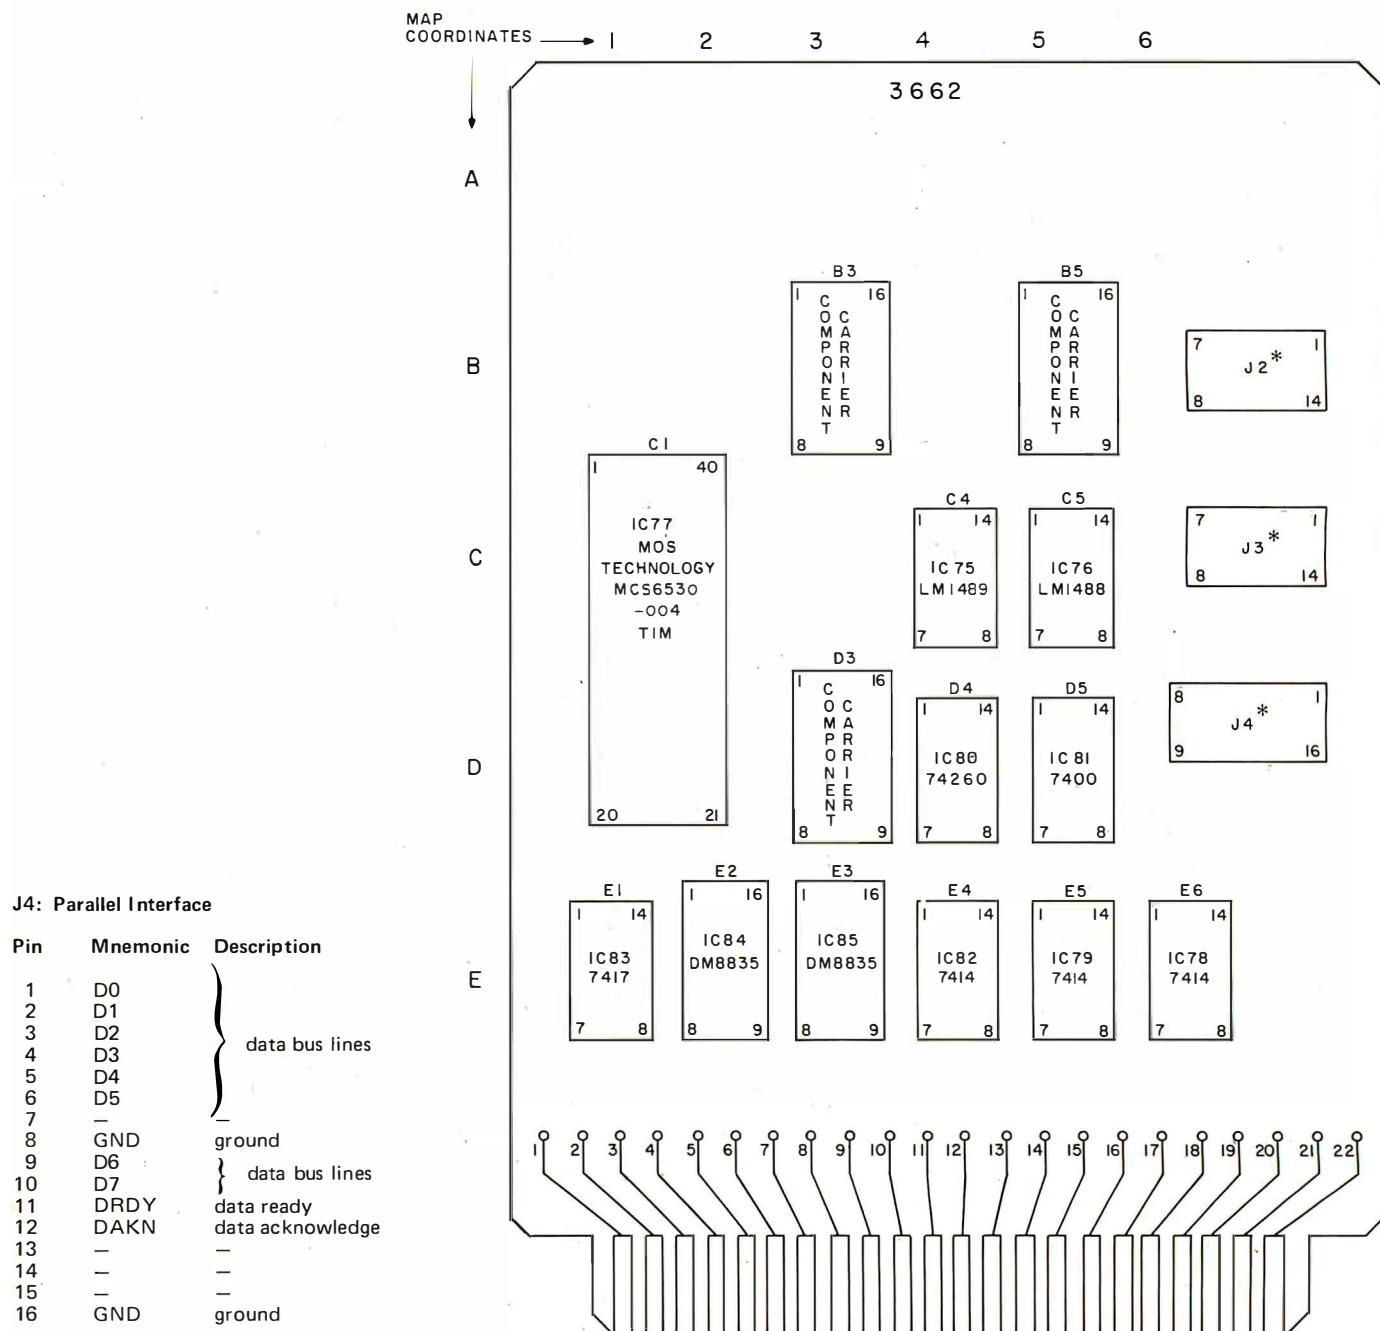 MAP
COORDINATES 1 2 3 4 5 6
3662
A
B
C
D
E
B3
1 16
COMPONENT
CARRIER
8 9
B5
1 16
COMPONENT
CARRIER
8 9
7 1
J2*
8 14
C1
1 40
IC77
MOS
TECHNOLOGY
MCS6530
-004
TIM
20 21
C4
1 14
IC75
LM1489
7 8
C5
1 14
IC76
LM1488
7 8
7 1
J3*
8 14
D3
1 16
COMPONENT
CARRIER
8 9
D4
1 14
IC80
74260
7 8
D5
1 14
IC81
7400
7 8
8 1
J4*
9 16
E1
1 14
IC83
7417
7 8
E2
1 16
IC84
DM8835
8 9
E3
1 16
IC85
DM8835
8 9
E4
1 14
IC82
7414
7 8
E5
1 14
IC79
7414
7 8
E6
1 14
IC78
7414
7 8
1 2 3 4 5 6 7 8 9 10 11 12 13 14 15 16 17 18 19 20 21 22
J4: Parallel Interface
Pin Mnemonic Description
1 D0
2 D1
3 D2
4 D3 data bus lines
5 D4
6 D5
7 — —
8 GND ground
9 D6 data bus lines
10 D7
11 DRDY data ready
12 DAKN data acknowledge
13 — —
14 — —
15 — —
16 GND ground